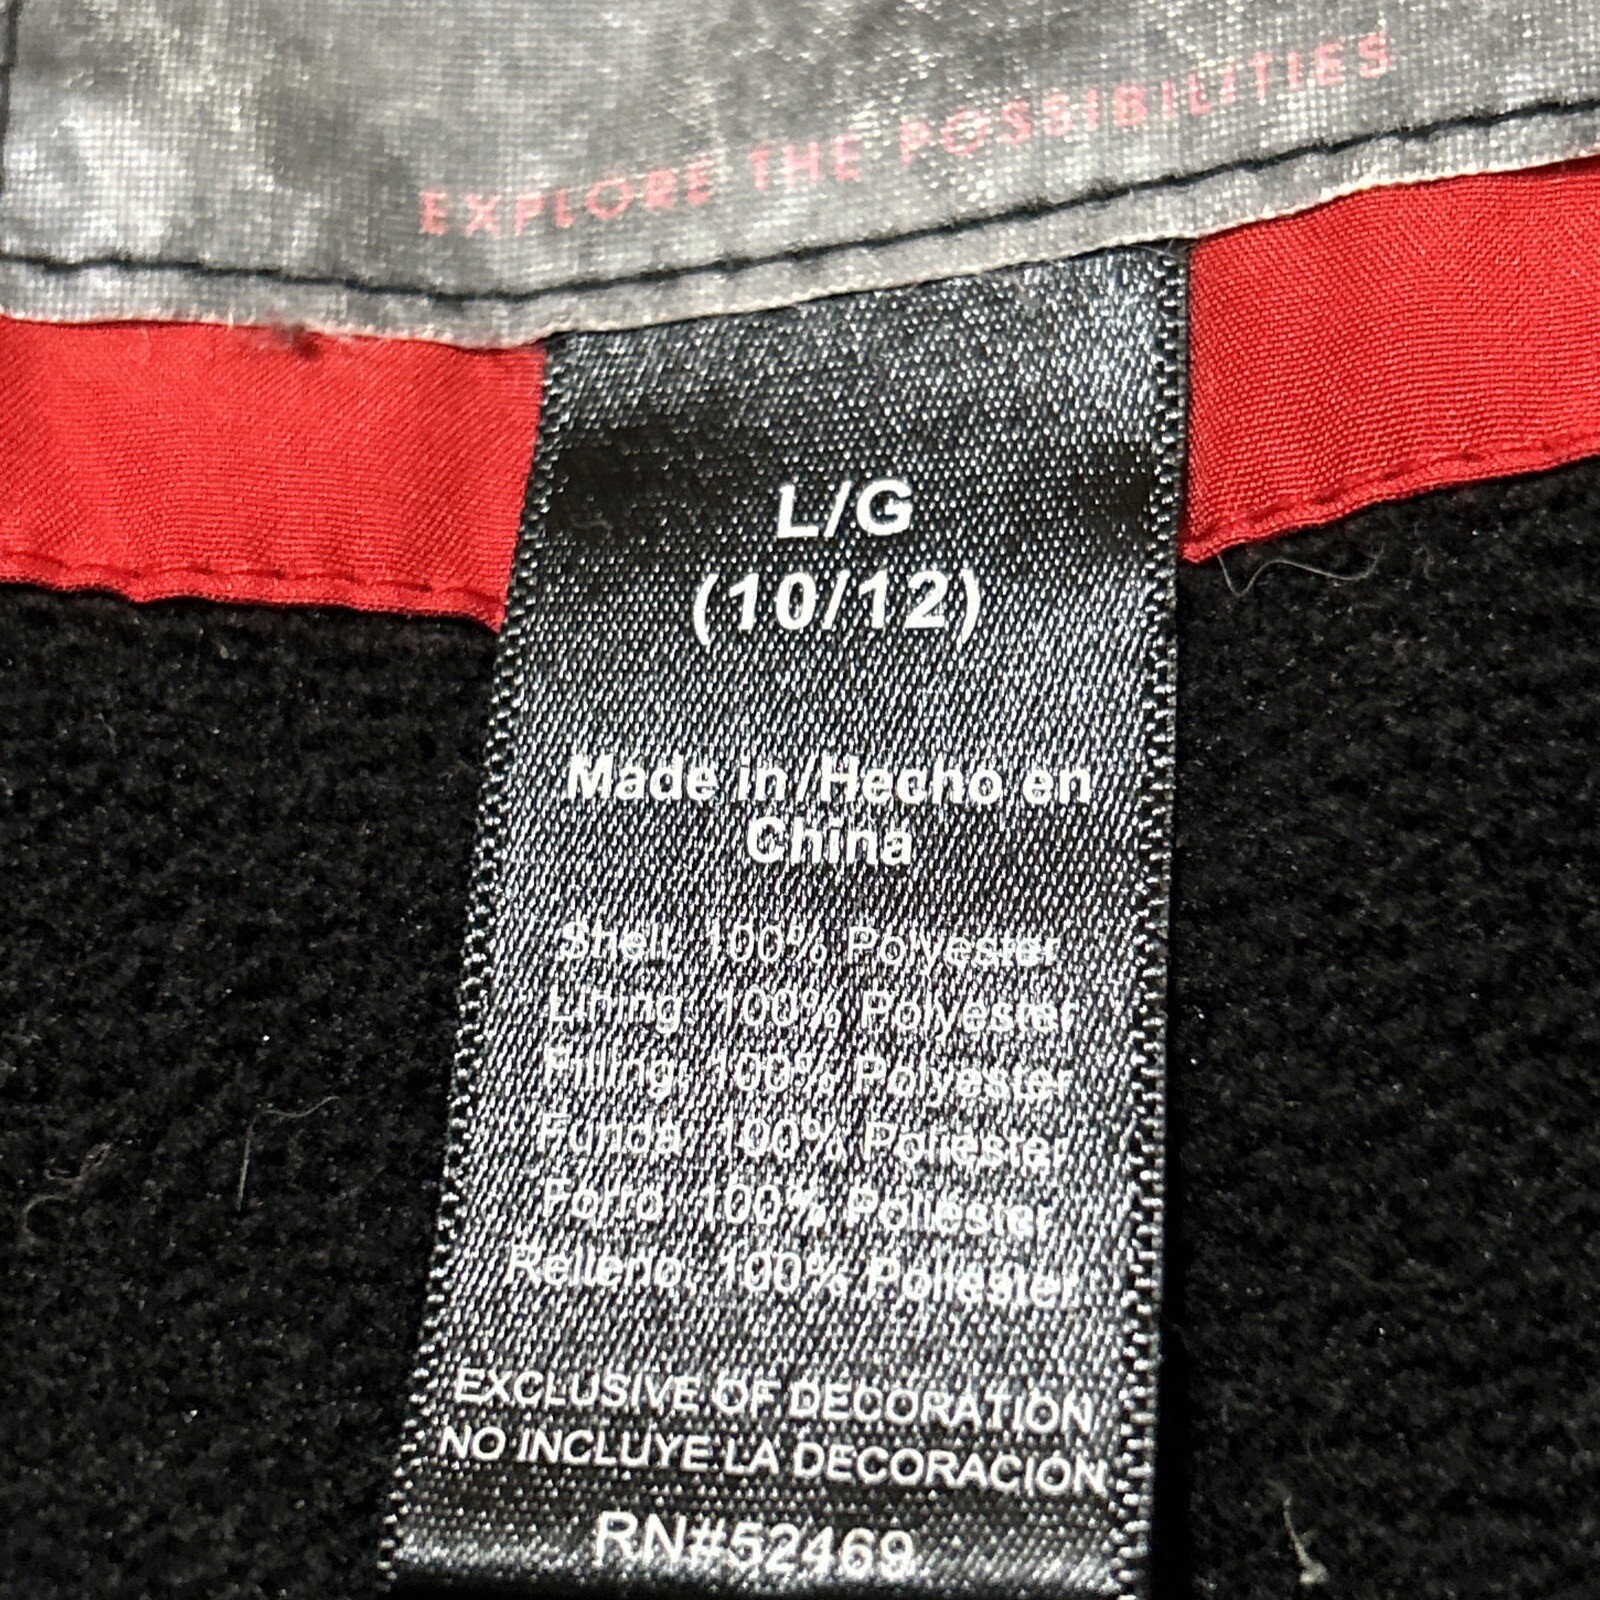 EXPLORE THE POSSIBILITIES
L/G
(10/12)
Made in/Hecho en
China
Shell: 100% Polyester
Lining: 100% Polyester
Filling: 100% Polyester
Funda: 100% Poliester
Forro: 100% Poliester
Relleno: 100% Poliester
EXCLUSIVE OF DECORATION
NO INCLUYE LA DECORACIÓN
RN#52469